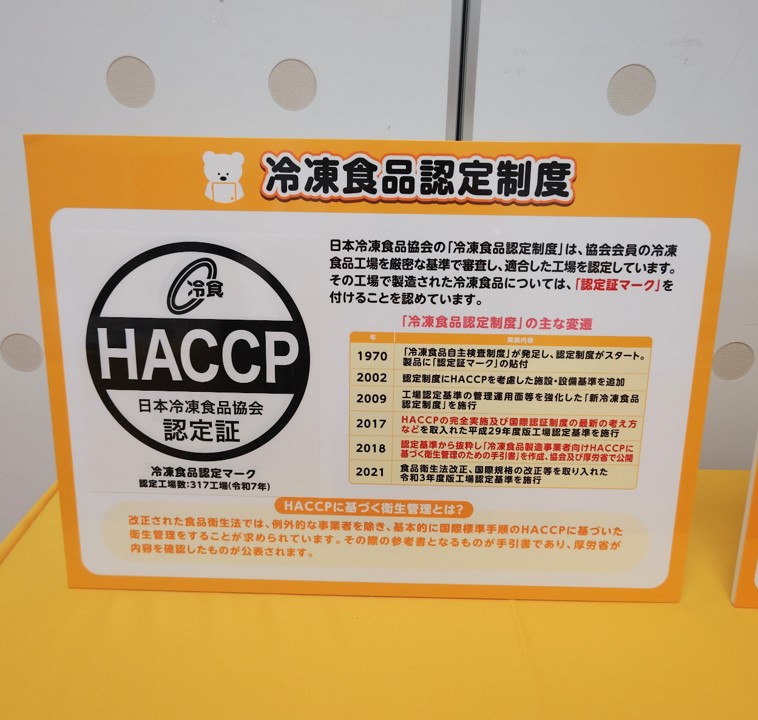 冷凍食品認定制度
冷食
HACCP
日本冷凍食品協会
認定証
冷凍食品認定マーク
認定工場数:317工場(令和7年)
日本冷凍食品協会の「冷凍食品認定制度」は、協会会員の冷凍
食品工場を厳密な基準で審査し、適合した工場を認定しています。
その工場で製造された冷凍食品については、「認定証マーク」を
付けることを認めています。
「冷凍食品認定制度」の主な変遷
年 実施内容
1970 「冷凍食品自主検査制度」が発足し、認定制度がスタート。
製品に「認定証マーク」の貼付
2002 認定制度にHACCPを考慮した施設・設備基準を追加
2009 工場認定基準の管理運用面等を強化した「新冷凍食品
認定制度」を施行
2017 HACCPの完全実施及び国際認証制度の最新の考え方
などを取入れた平成29年度版工場認定基準を施行
2018 認定基準から抜粋し「冷凍食品製造事業者向けHACCPに
基づく衛生管理のための手引書」を作成、協会及び厚労省で公開
2021 食品衛生法改正、国際規格の改正等を取り入れた
令和3年度版工場認定基準を施行
HACCPに基づく衛生管理とは?
改正された食品衛生法では、例外的な事業者を除き、基本的に国際標準手順のHACCPに基づいた
衛生管理をすることが求められています。その際の参考書となるものが手引書であり、厚労省が
内容を確認したものが公表されます。